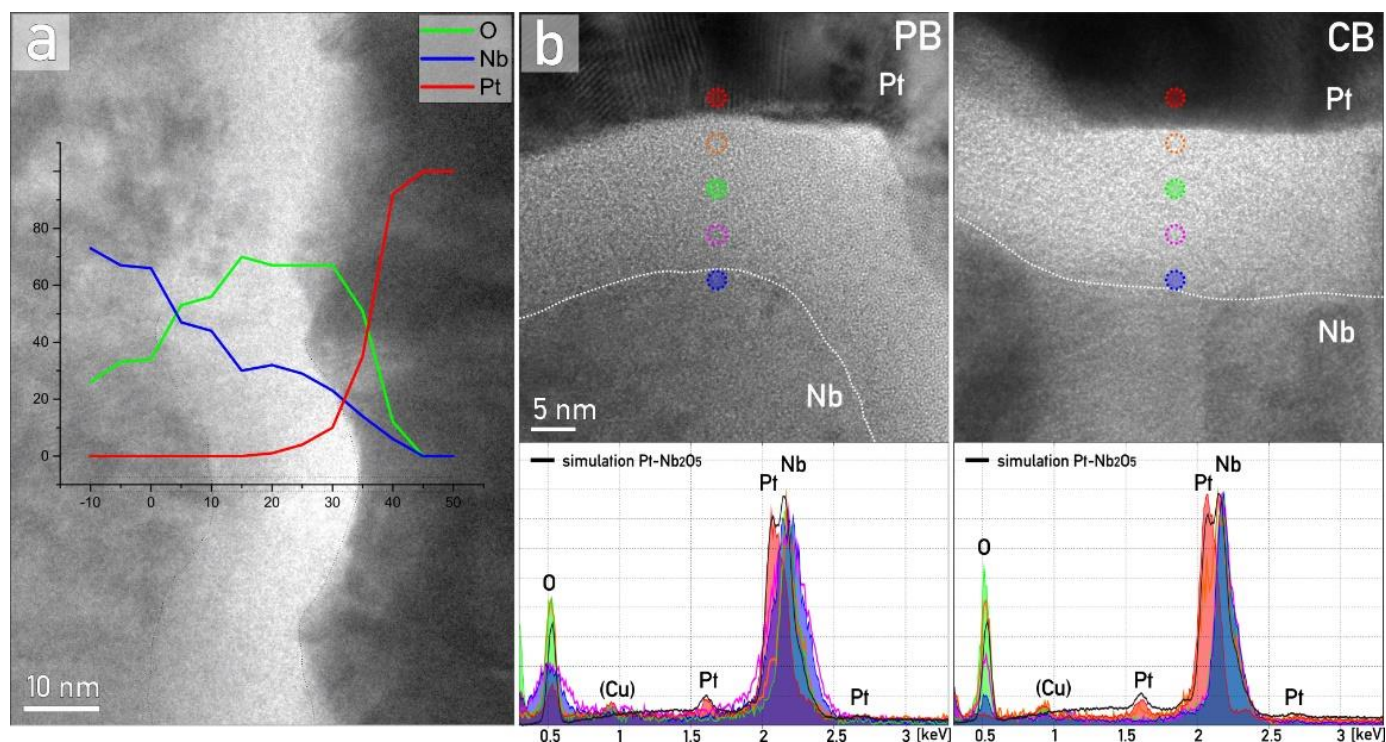 a
O
Nb
Pt
80
60
40
20
0
-10 0 10 20 30 40 50
10 nm
b
PB
Pt
5 nm
Nb
CB
Pt
Nb
simulation Pt-Nb₂O₅
Nb
Pt
O
(Cu)
Pt
Pt
0.5 1 1.5 2 2.5 3 [keV]
simulation Pt-Nb₂O₅
Pt Nb
O
(Cu)
Pt
Pt
0.5 1 1.5 2 2.5 3 [keV]